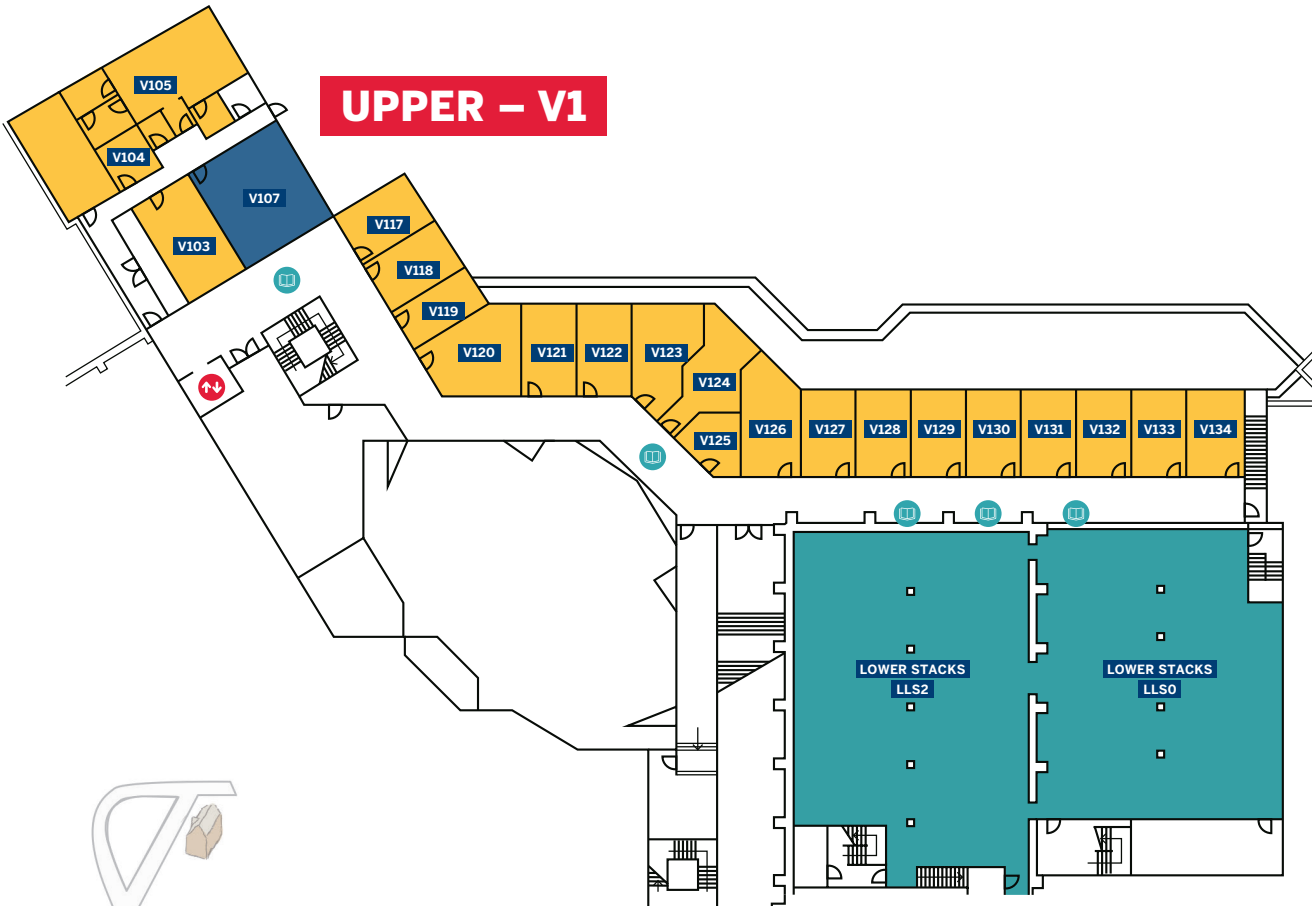 UPPER – V1
V105
V104
V107
V103
V117
V118
V119
V120
V121
V122
V123
V124
V125
V126
V127
V128
V129
V130
V131
V132
V133
V134
LOWER STACKS
LLS2
LOWER STACKS
LLS0